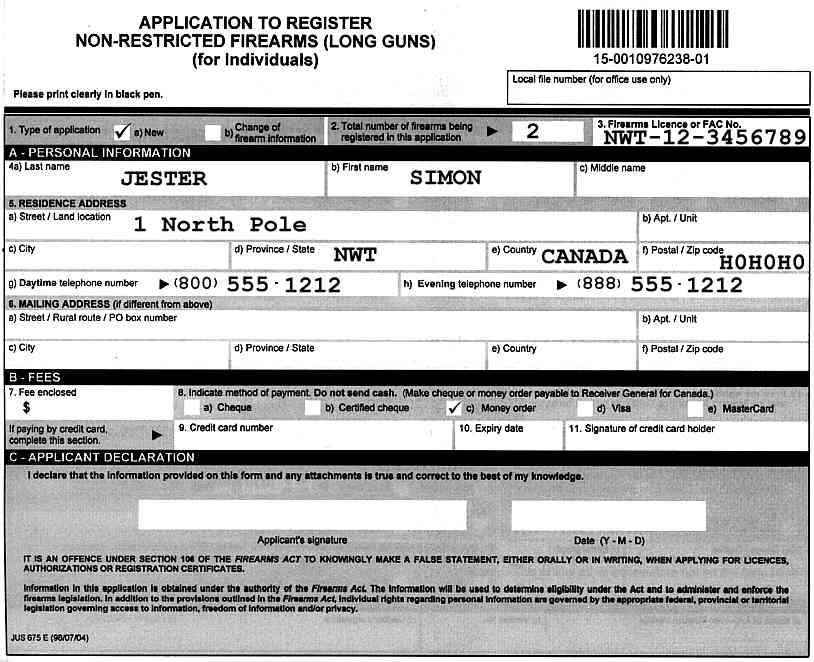 APPLICATION TO REGISTER
NON-RESTRICTED FIREARMS (LONG GUNS)
(for Individuals)
15-0010976238-01
Local file number (for office use only)
Please print clearly in black pen.
1. Type of application ✓ a) New b) Change of firearm information 2. Total number of firearms being registered in this application 2 3. Firearms Licence or FAC No. NWT-12-3456789
A - PERSONAL INFORMATION
4a) Last name JESTER b) First name SIMON c) Middle name
5. RESIDENCE ADDRESS
a) Street / Land location 1 North Pole b) Apt. / Unit
c) City d) Province / State NWT e) Country CANADA f) Postal / Zip code H0H0H0
g) Daytime telephone number (800) 555-1212 h) Evening telephone number (888) 555-1212
6. MAILING ADDRESS (if different from above)
a) Street / Rural route / PO box number b) Apt. / Unit
c) City d) Province / State e) Country f) Postal / Zip code
B - FEES
7. Fee enclosed 8. Indicate method of payment. Do not send cash. (Make cheque or money order payable to Receiver General for Canada.)
$ a) Cheque b) Certified cheque ✓ c) Money order d) Visa e) MasterCard
If paying by credit card, complete this section. 9. Credit card number 10. Expiry date 11. Signature of credit card holder
C - APPLICANT DECLARATION
I declare that the information provided on this form and any attachments is true and correct to the best of my knowledge.
Applicant's signature Date (Y - M - D)
IT IS AN OFFENCE UNDER SECTION 106 OF THE FIREARMS ACT TO KNOWINGLY MAKE A FALSE STATEMENT, EITHER ORALLY OR IN WRITING, WHEN APPLYING FOR LICENCES,
AUTHORIZATIONS OR REGISTRATION CERTIFICATES.
Information in this application is obtained under the authority of the Firearms Act. The information will be used to determine eligibility under the Act and to administer and enforce the
firearms legislation. In addition to the provisions outlined in the Firearms Act, individual rights regarding personal information are governed by the appropriate federal, provincial or territorial
legislation governing access to information, freedom of information and/or privacy.
JUS 675 E (98/07/04)